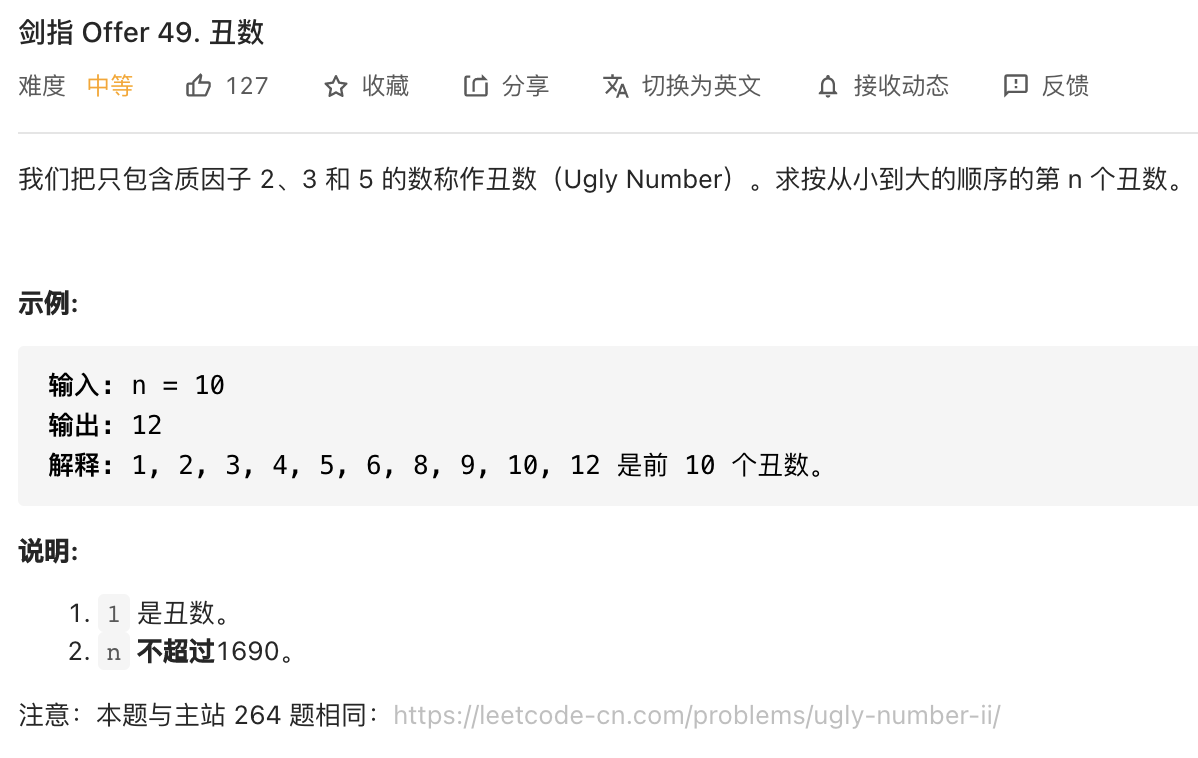 剑指 Offer 49. 丑数
难度 中等 127 收藏 分享 切换为英文 接收动态 反馈
我们把只包含质因子 2、3 和 5 的数称作丑数（Ugly Number）。求按从小到大的顺序的第 n 个丑数。
示例:
输入: n = 10
输出: 12
解释: 1, 2, 3, 4, 5, 6, 8, 9, 10, 12 是前 10 个丑数。
说明:
1. 1 是丑数。
2. n 不超过1690。
注意：本题与主站 264 题相同：https://leetcode-cn.com/problems/ugly-number-ii/